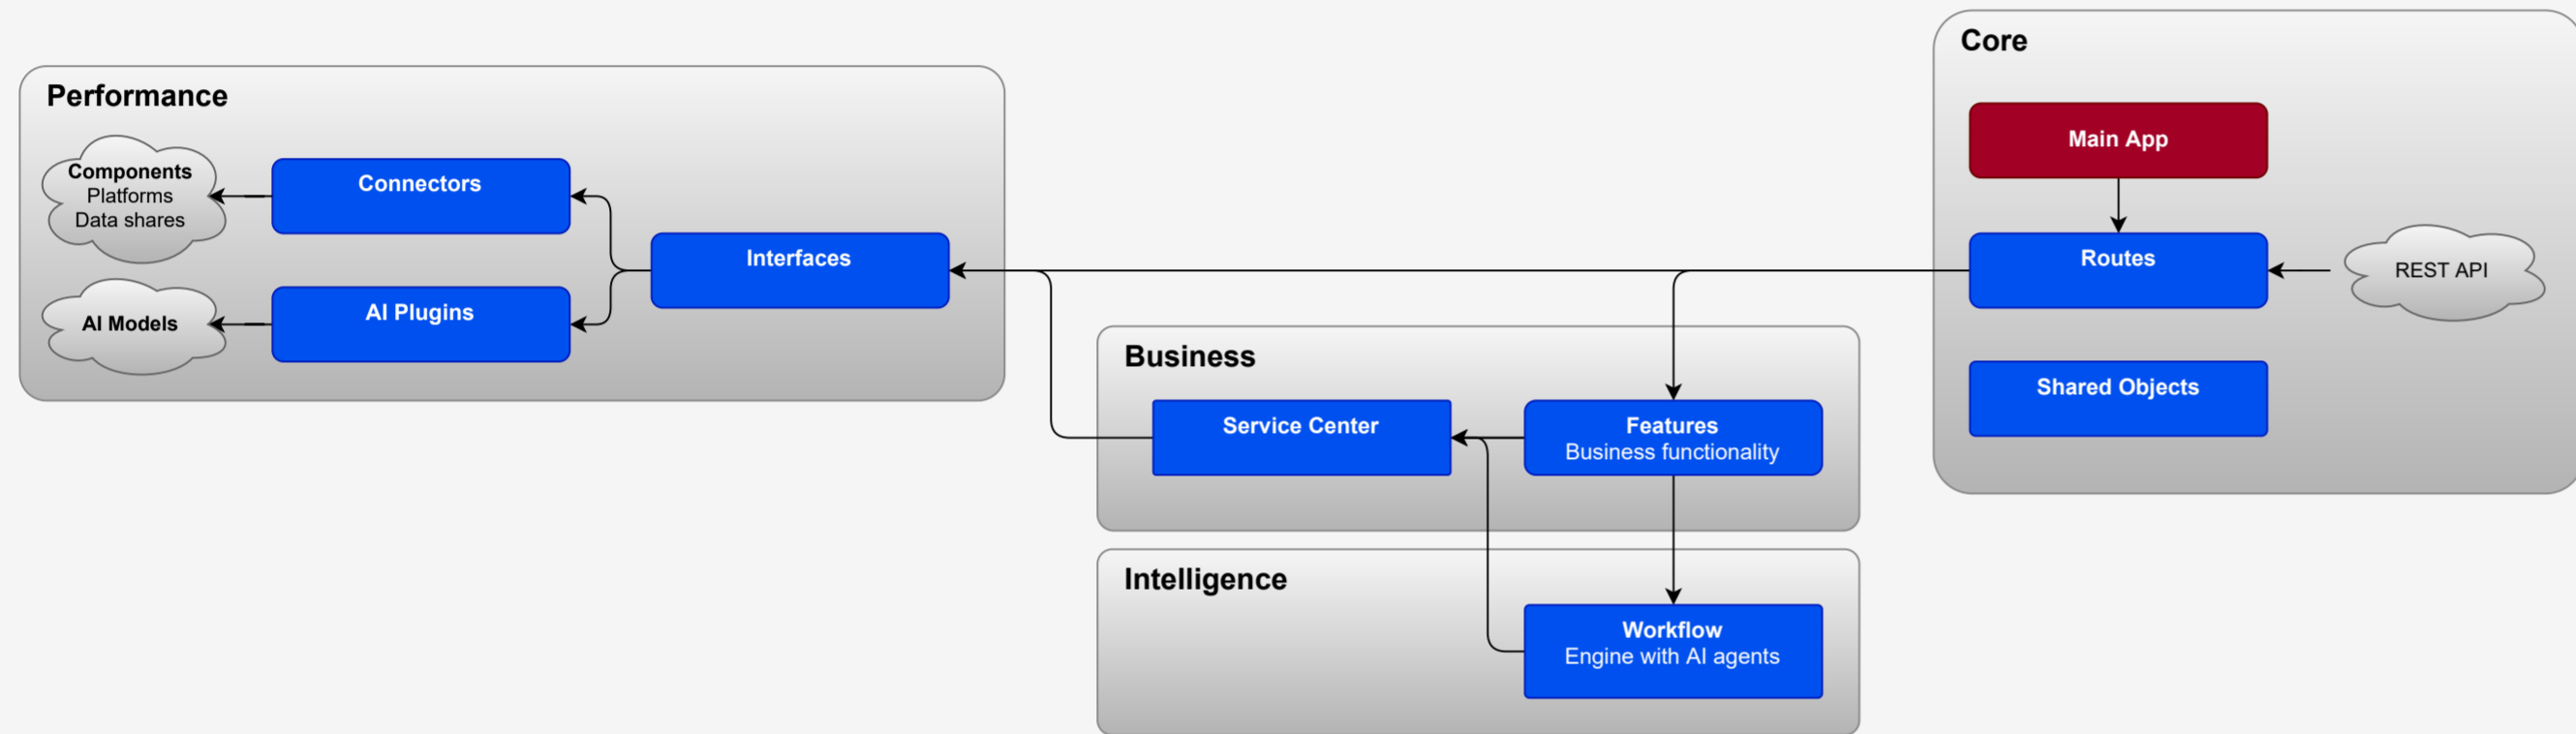 Performance
Components
Platforms
Data shares
Connectors
AI Models
AI Plugins
Interfaces
Business
Service Center
Features
Business functionality
Intelligence
Workflow
Engine with AI agents
Core
Main App
Routes
REST API
Shared Objects